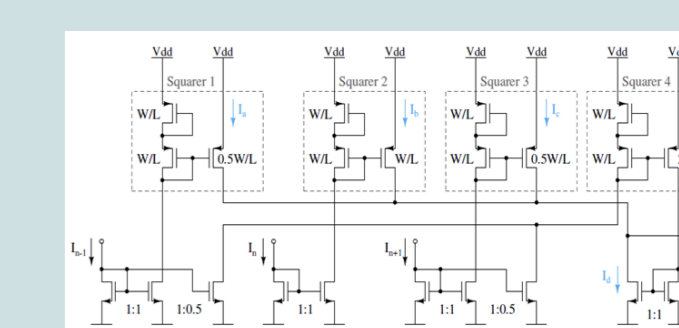 Vdd Vdd Vdd Vdd Vdd Vdd Vdd
Squarer 1 Squarer 2 Squarer 3 Squarer 4
W/L Ia W/L Ib W/L Ic W/L
W/L 0.5W/L W/L W/L W/L 0.5W/L W/L
In-1 In In+1
Id
1:1 1:0.5 1:1 1:1 1:0.5 1:1